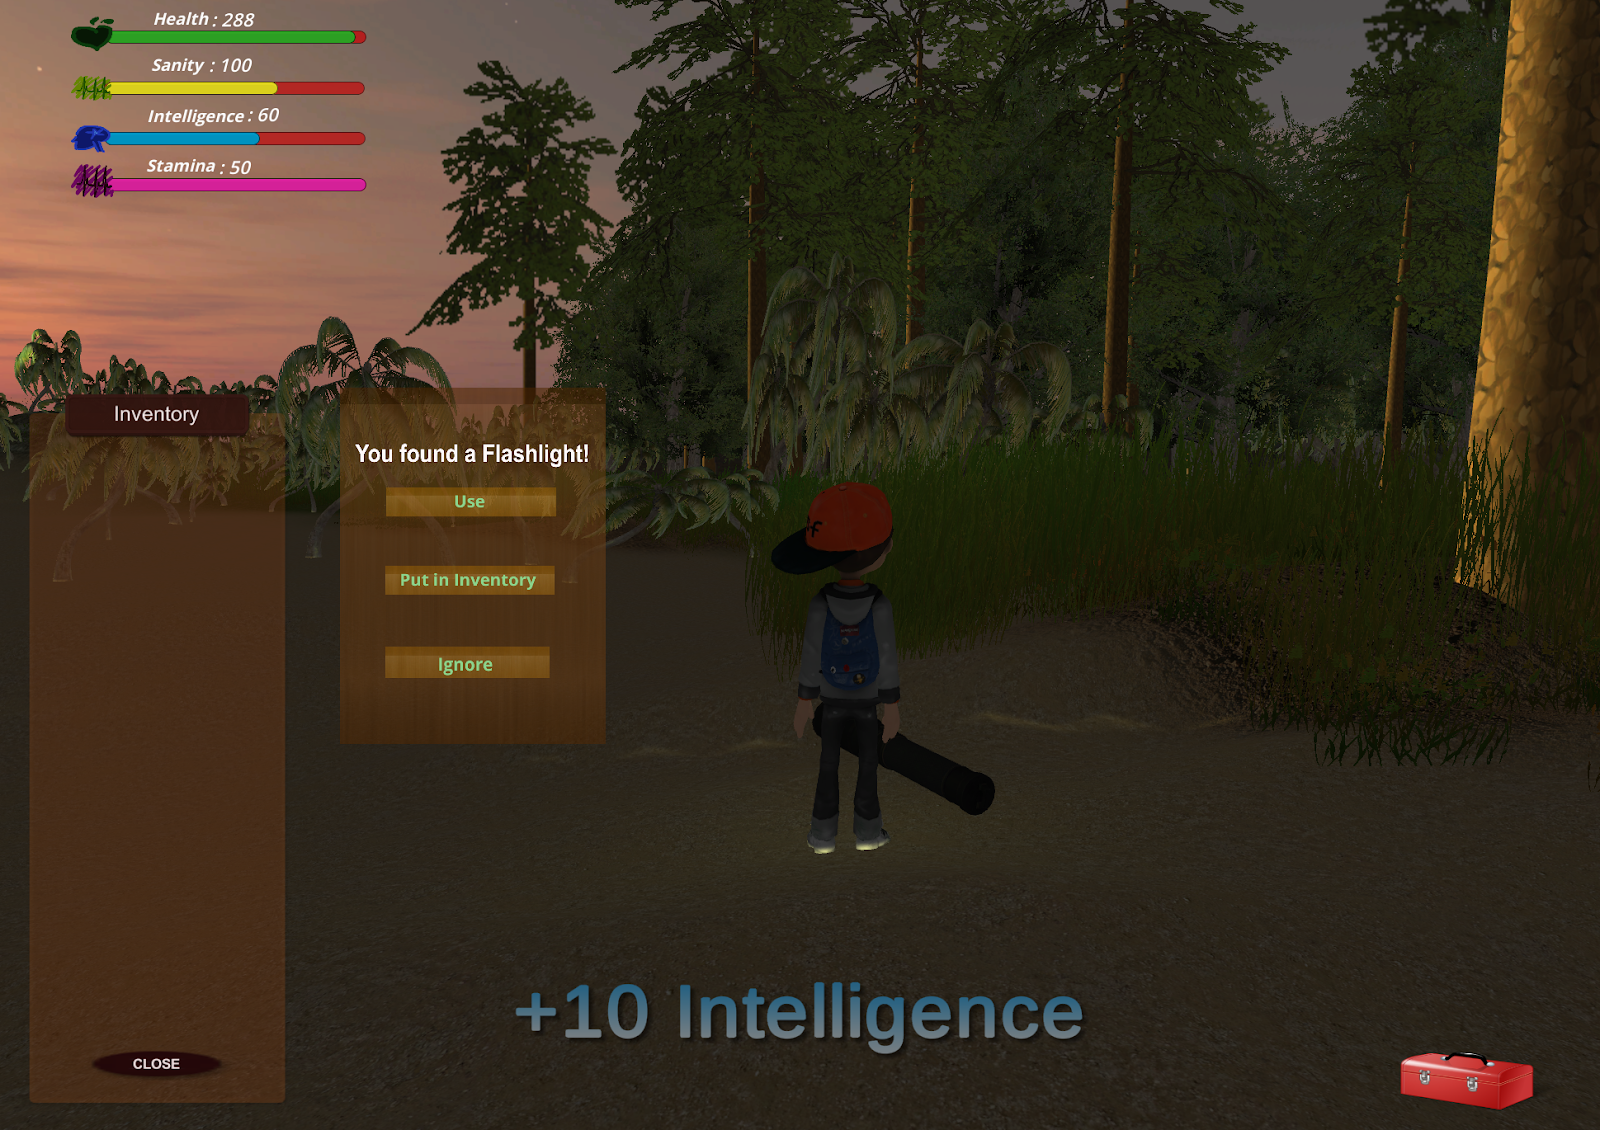 Health : 288
Sanity : 100
Intelligence : 60
Stamina : 50
Inventory
You found a Flashlight!
Use
Put in Inventory
Ignore
+10 Intelligence
CLOSE